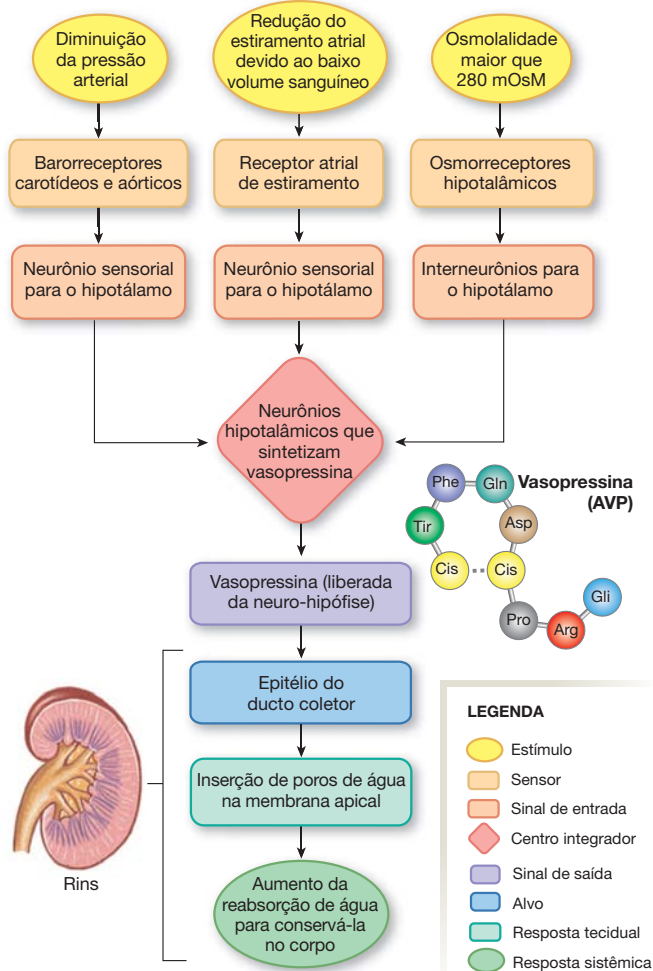 Diminuição
da pressão
arterial
Redução do
estiramento atrial
devido ao baixo
volume sanguíneo
Osmolalidade
maior que
280 mOsM
Barorreceptores
carotídeos e aórticos
Receptor atrial
de estiramento
Osmorreceptores
hipotalâmicos
Neurônio sensorial
para o hipotálamo
Neurônio sensorial
para o hipotálamo
Interneurônios para
o hipotálamo
Neurônios
hipotalâmicos que
sintetizam
vasopressina
Vasopressina
(AVP)
Phe
Gln
Tir
Asp
Cis
Cis
Pro
Arg
Gli
Vasopressina (liberada
da neuro-hipófise)
Epitélio do
ducto coletor
Inserção de poros de água
na membrana apical
Aumento da
reabsorção de água
para conservá-la
no corpo
Rins
LEGENDA
Estímulo
Sensor
Sinal de entrada
Centro integrador
Sinal de saída
Alvo
Resposta tecidual
Resposta sistêmica